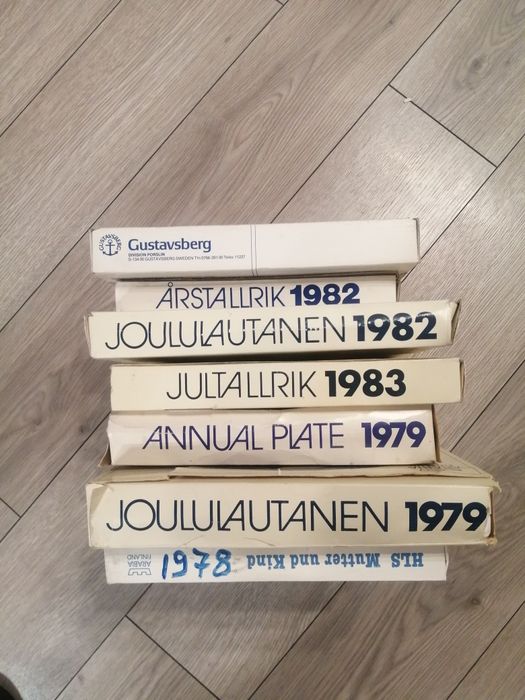 GUSTAVSBERG
Gustavsberg
DIVISION PORSLIN
ÅRSTALLRIK 1982
JOULULAUTANEN 1982
JULTALLRIK 1983
ANNUAL PLATE 1979
JOULULAUTANEN 1979
HLS Mutter und Kind 1978
ARABIA
FINLAND